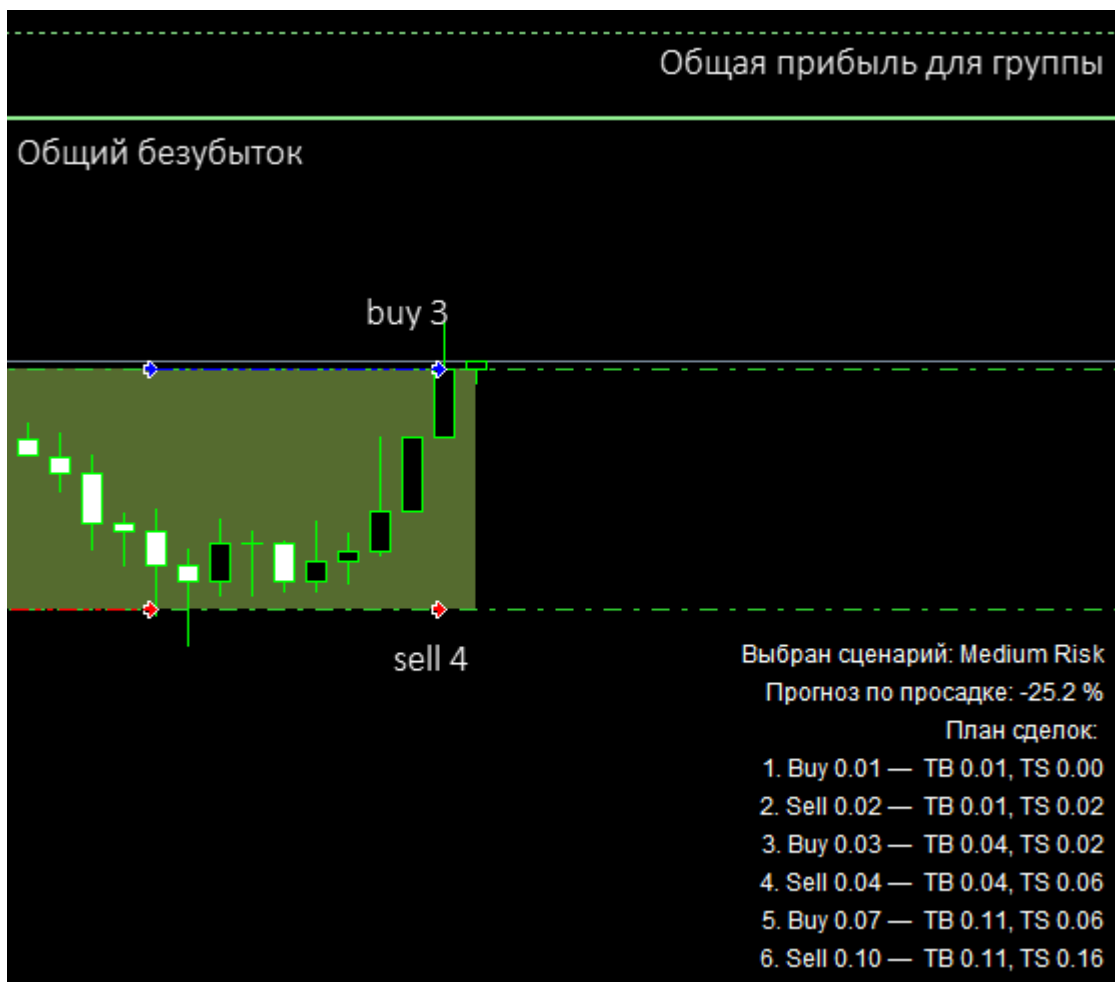 Общая прибыль для группы
Общий безубыток
buy 3
sell 4
Выбран сценарий: Medium Risk
Прогноз по просадке: -25.2 %
План сделок:
1. Buy 0.01 — TB 0.01, TS 0.00
2. Sell 0.02 — TB 0.01, TS 0.02
3. Buy 0.03 — TB 0.04, TS 0.02
4. Sell 0.04 — TB 0.04, TS 0.06
5. Buy 0.07 — TB 0.11, TS 0.06
6. Sell 0.10 — TB 0.11, TS 0.16